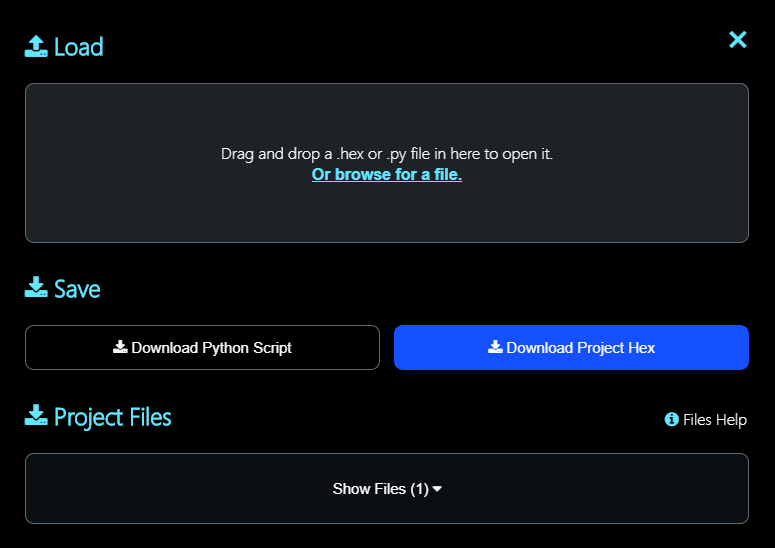 Load
Drag and drop a .hex or .py file in here to open it.
Or browse for a file.
Save
Download Python Script
Download Project Hex
Project Files
Files Help
Show Files (1)